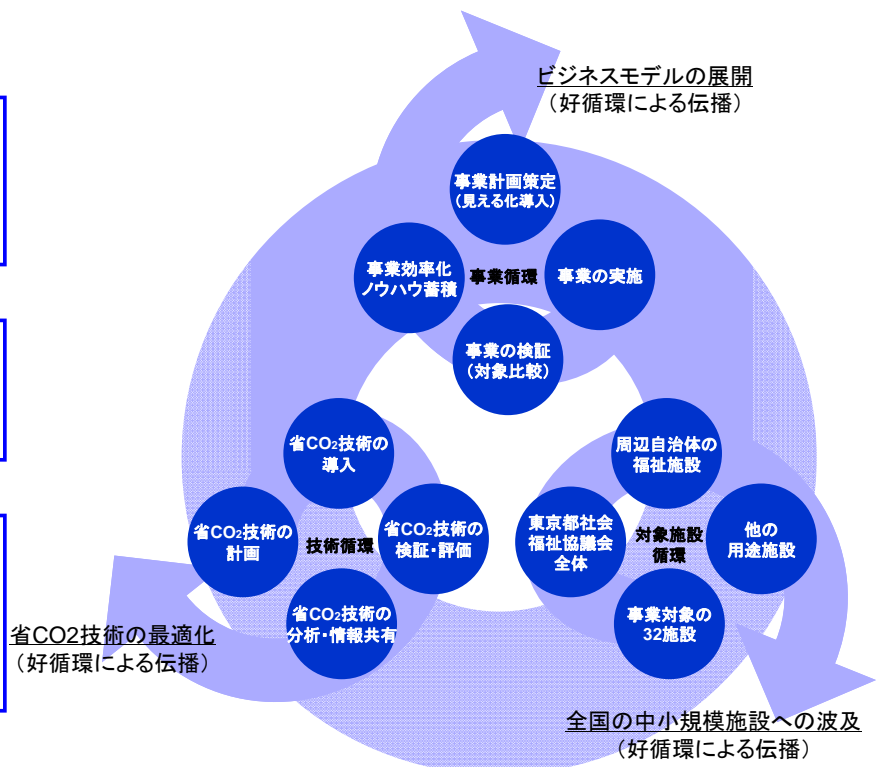 ビジネスモデルの展開
（好循環による伝播）
事業計画策定
（見える化導入）
事業効率化
ノウハウ蓄積
事業循環
事業の実施
事業の検証
（対象比較）
省CO₂技術の
導入
省CO₂技術の
計画
技術循環
省CO₂技術の
検証・評価
省CO₂技術の
分析・情報共有
周辺自治体の
福祉施設
東京都社会
福祉協議会
全体
対象施設
循環
他の
用途施設
事業対象の
32施設
省CO2技術の最適化
（好循環による伝播）
全国の中小規模施設への波及
（好循環による伝播）